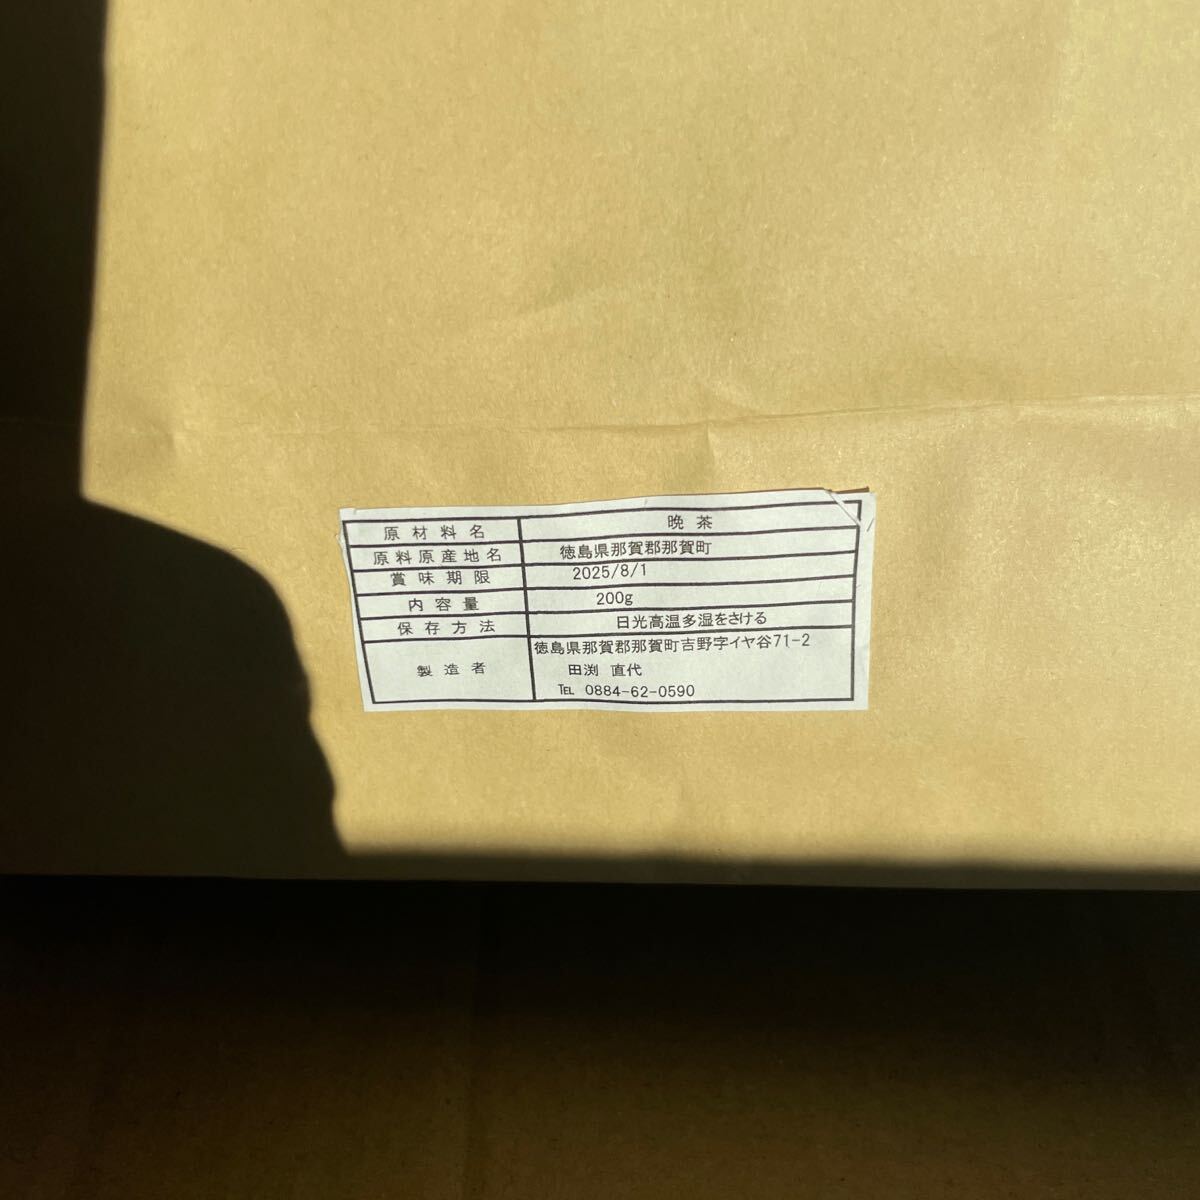 原材料名 晩茶
原料原産地名 徳島県那賀郡那賀町
賞味期限 2025/8/1
内容量 200g
保存方法 日光高温多湿をさける
製造者 徳島県那賀郡那賀町吉野字イヤ谷71-2
田渕 直代
℡ 0884-62-0590